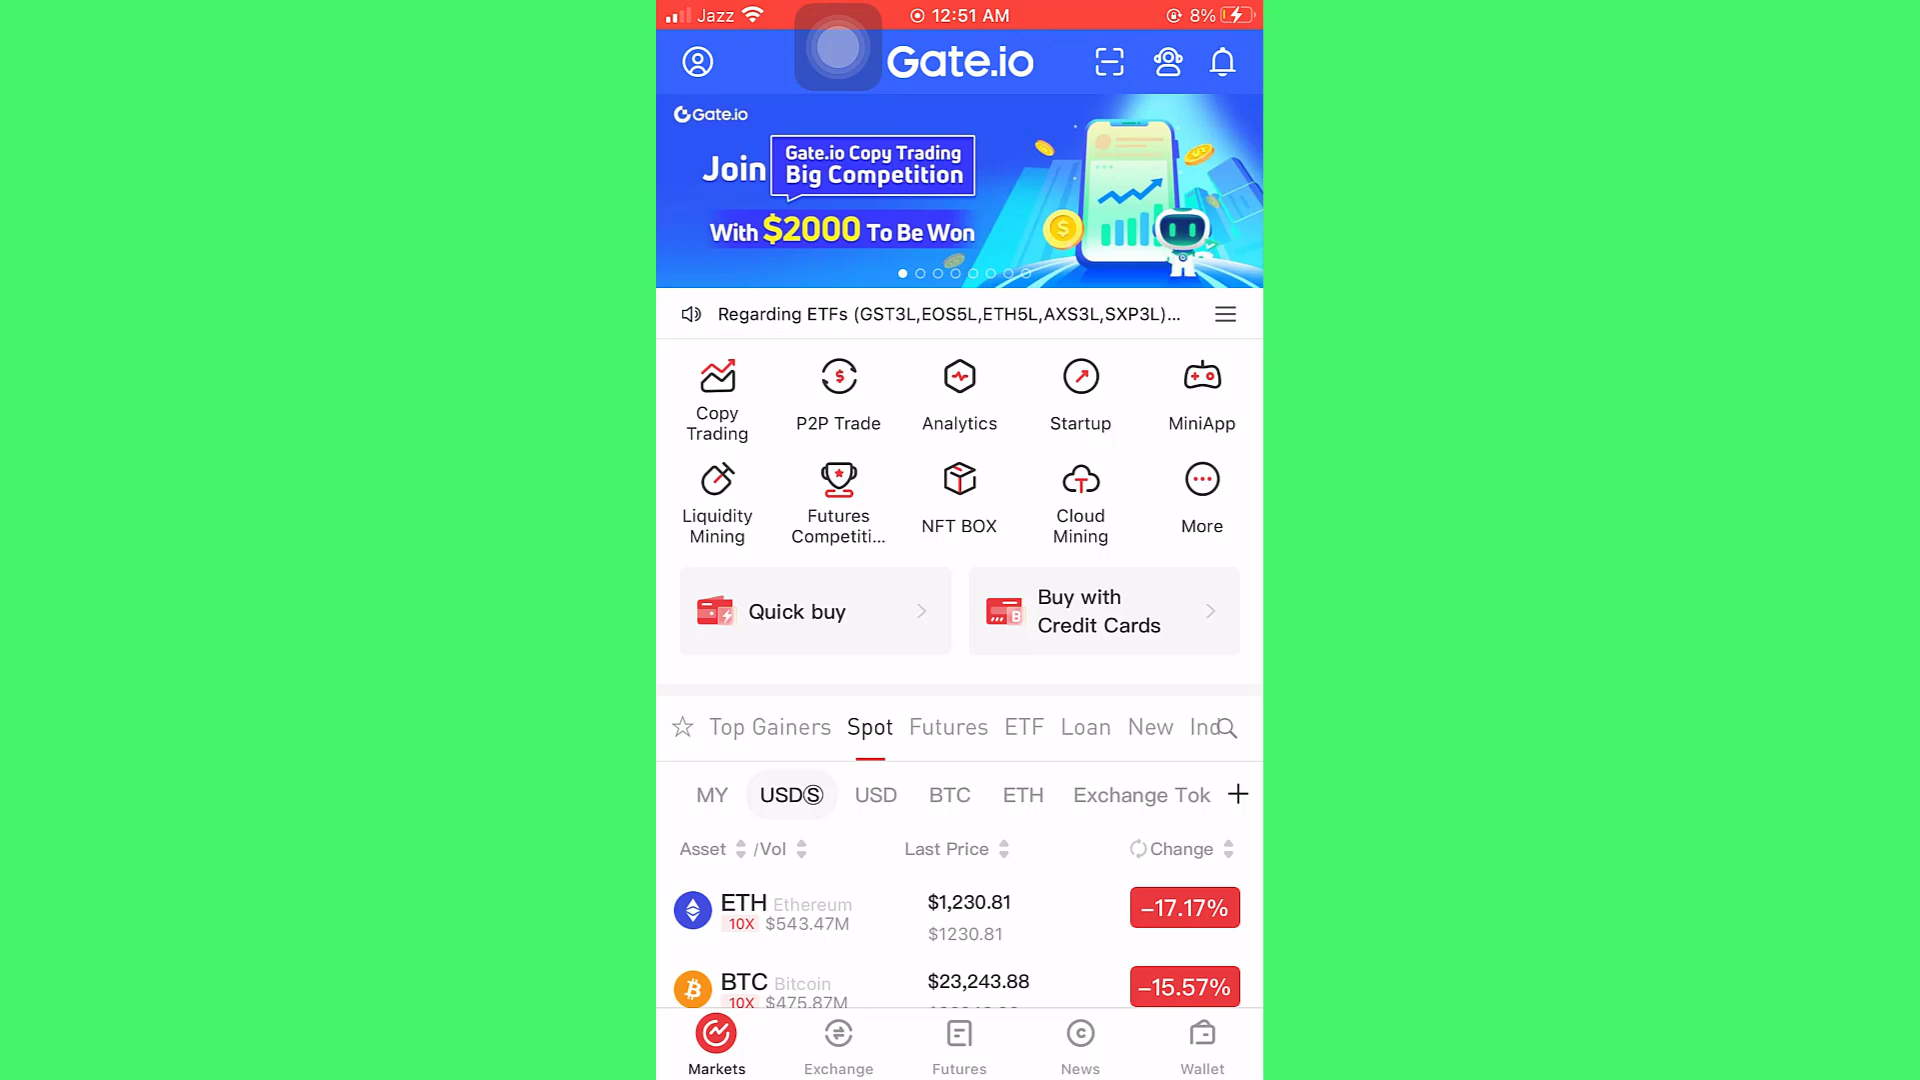 Jazz 12:51 AM 8%
Gate.io
Gate.io
Join Gate.io Copy Trading
Big Competition
With $2000 To Be Won
Regarding ETFs (GST3L,EOS5L,ETH5L,AXS3L,SXP3L)...
Copy
Trading
P2P Trade
Analytics
Startup
MiniApp
Liquidity
Mining
Futures
Competiti...
NFT BOX
Cloud
Mining
More
Quick buy
Buy with
Credit Cards
Top Gainers Spot Futures ETF Loan New Ind
MY USDⓈ USD BTC ETH Exchange Tok +
Asset /Vol Last Price Change
ETH Ethereum $1,230.81 -17.17%
10X $543.47M $1230.81
BTC Bitcoin $23,243.88 -15.57%
10X $475.87M
Markets Exchange Futures News Wallet